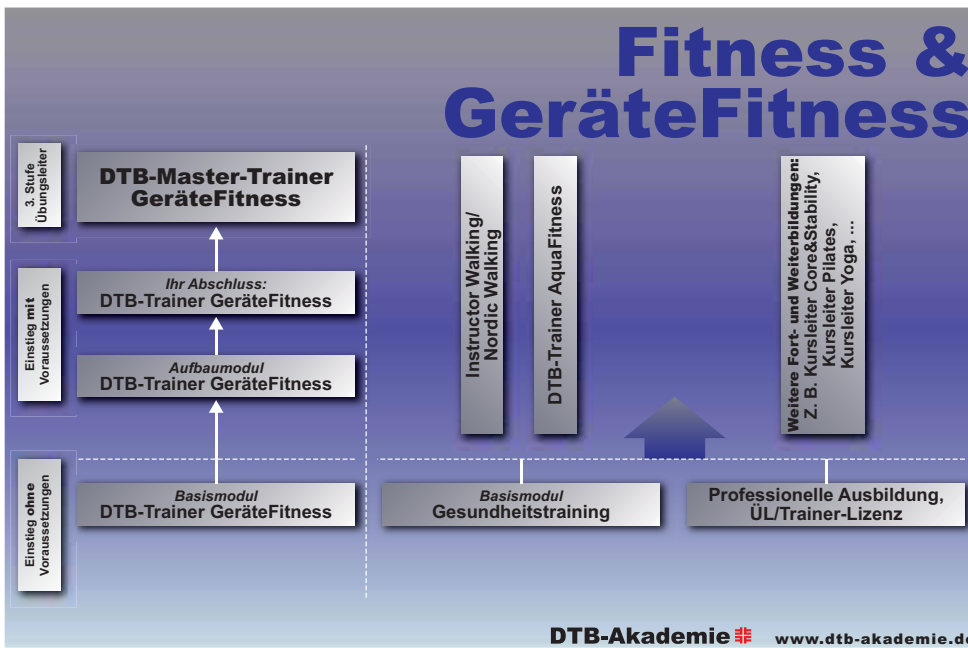 Fitness &
GeräteFitness
3. Stufe
Übungsleiter
DTB-Master-Trainer
GeräteFitness
Einstieg mit
Voraussetzungen
Ihr Abschluss:
DTB-Trainer GeräteFitness
Aufbaumodul
DTB-Trainer GeräteFitness
Einstieg ohne
Voraussetzungen
Basismodul
DTB-Trainer GeräteFitness
Instructor Walking/
Nordic Walking
DTB-Trainer AquaFitness
Weitere Fort- und Weiterbildungen:
Z. B. Kursleiter Core&Stability,
Kursleiter Pilates,
Kursleiter Yoga, ...
Basismodul
Gesundheitstraining
Professionelle Ausbildung,
ÜL/Trainer-Lizenz
DTB-Akademie www.dtb-akademie.de